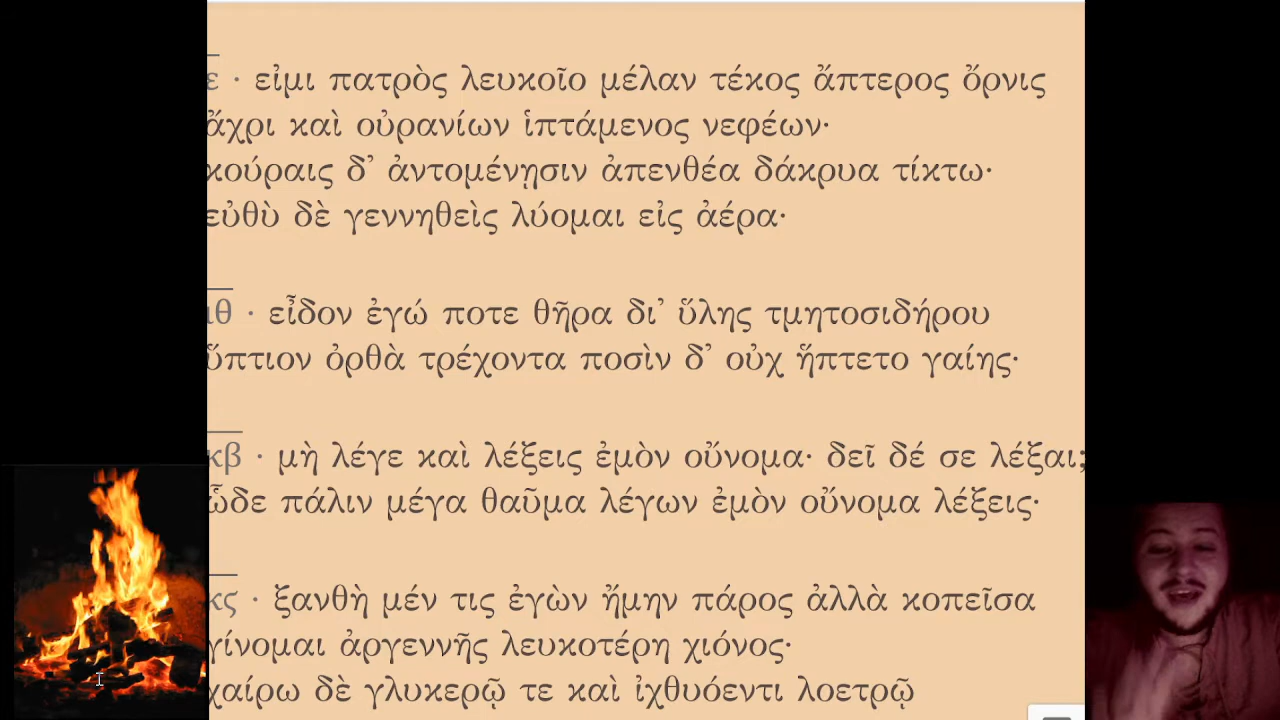 ε · εἰμι πατρὸς λευκοῖο μέλαν τέκος ἄπτερος ὄρνις
ἄχρι καὶ οὐρανίων ἱπτάμενος νεφέων·
κούραις δ’ ἀντομένῃσιν ἀπενθέα δάκρυα τίκτω·
εὐθὺ δὲ γεννηθεὶς λύομαι εἰς ἀέρα·
ιθ · εἶδον ἐγώ ποτε θῆρα δι’ ὕλης τμητοσιδήρου
ὕπτιον ὀρθὰ τρέχοντα ποσὶν δ’ οὐχ ἥπτετο γαίης·
κβ · μὴ λέγε καὶ λέξεις ἐμὸν οὔνομα· δεῖ δέ σε λέξαι;
ὧδε πάλιν μέγα θαῦμα λέγων ἐμὸν οὔνομα λέξεις·
κς · ξανθὴ μέν τις ἐγὼν ἤμην πάρος ἀλλὰ κοπεῖσα
γίνομαι ἀργεννῆς λευκοτέρη χιόνος·
χαίρω δὲ γλυκερῷ τε καὶ ἰχθυόεντι λοετρῷ